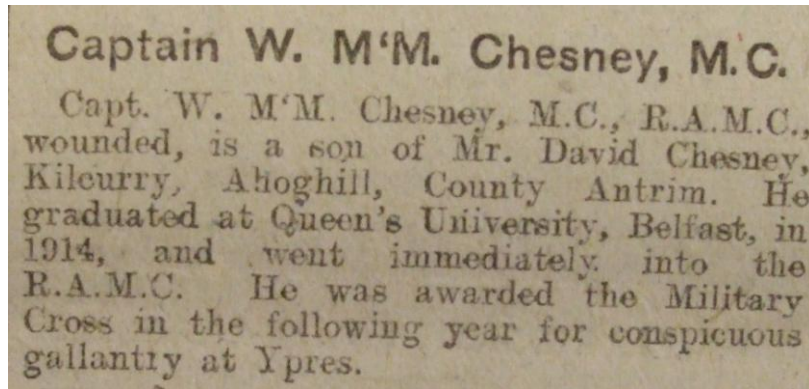 Captain W. M‘M. Chesney, M.C.
Capt. W. M‘M. Chesney, M.C., R.A.M.C.,
wounded, is a son of Mr. David Chesney,
Kilcurry, Ahoghill, County Antrim. He
graduated at Queen's University, Belfast, in
1914, and went immediately into the
R.A.M.C. He was awarded the Military
Cross in the following year for conspicuous
gallantry at Ypres.